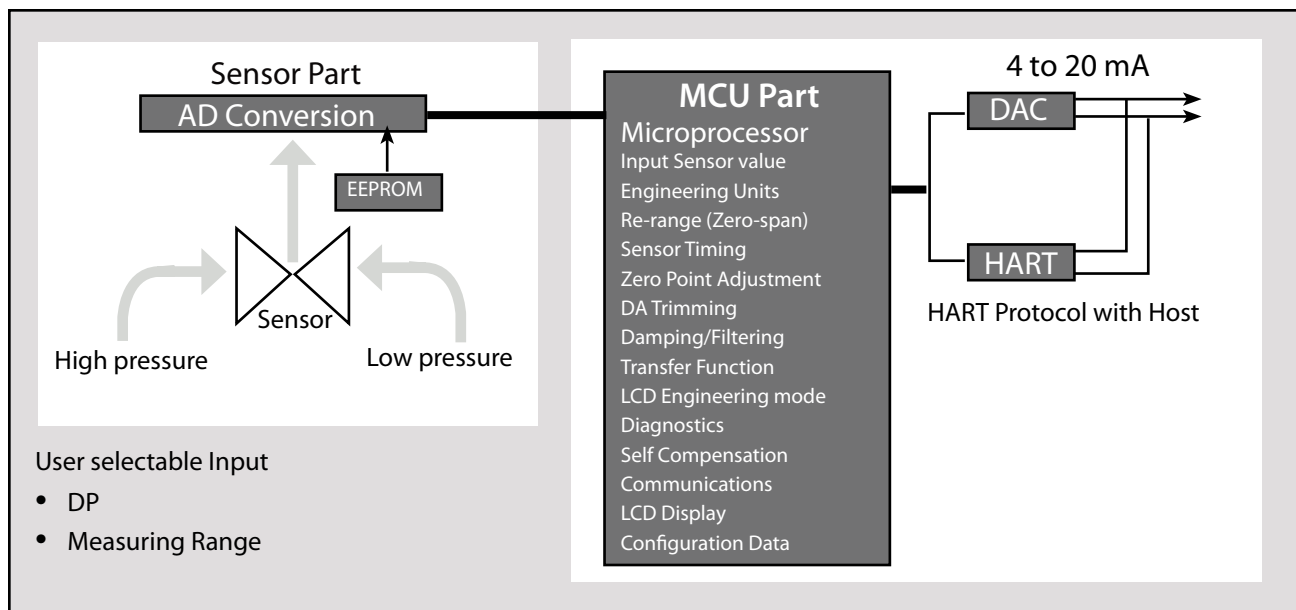 Sensor Part
AD Conversion
EEPROM
Sensor
High pressure
Low pressure
User selectable Input
• DP
• Measuring Range
MCU Part
Microprocessor
Input Sensor value
Engineering Units
Re-range (Zero-span)
Sensor Timing
Zero Point Adjustment
DA Trimming
Damping/Filtering
Transfer Function
LCD Engineering mode
Diagnostics
Self Compensation
Communications
LCD Display
Configuration Data
4 to 20 mA
DAC
HART
HART Protocol with Host